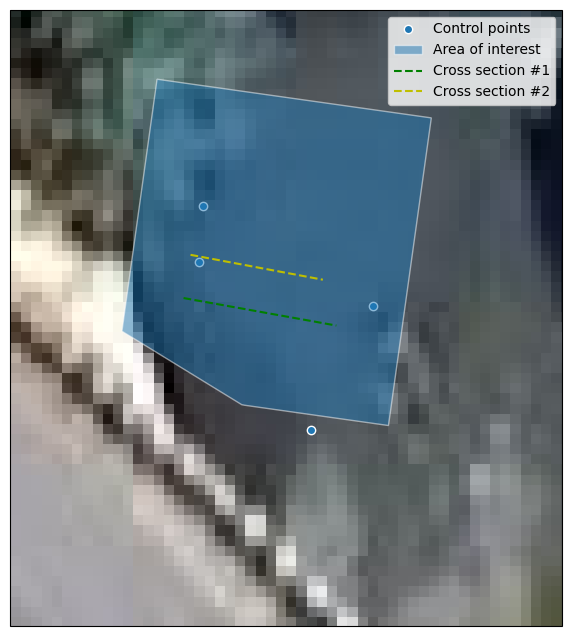 Control points
Area of interest
Cross section #1
Cross section #2